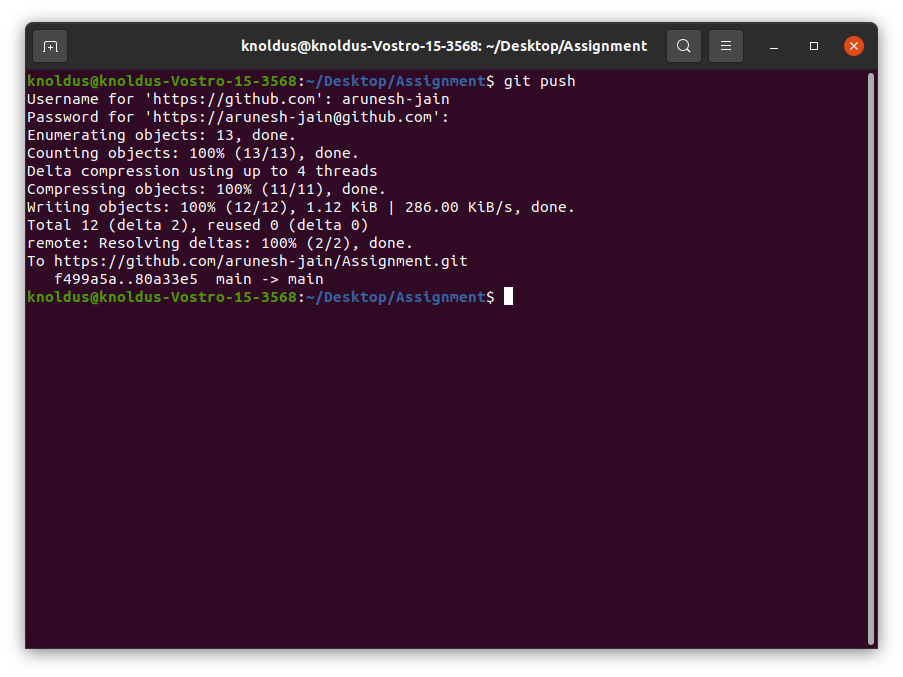 knoldus@knoldus-Vostro-15-3568: ~/Desktop/Assignment
knoldus@knoldus-Vostro-15-3568:~/Desktop/Assignment$ git push
Username for 'https://github.com': arunesh-jain
Password for 'https://arunesh-jain@github.com':
Enumerating objects: 13, done.
Counting objects: 100% (13/13), done.
Delta compression using up to 4 threads
Compressing objects: 100% (11/11), done.
Writing objects: 100% (12/12), 1.12 KiB | 286.00 KiB/s, done.
Total 12 (delta 2), reused 0 (delta 0)
remote: Resolving deltas: 100% (2/2), done.
To https://github.com/arunesh-jain/Assignment.git
   f499a5a..80a33e5  main -> main
knoldus@knoldus-Vostro-15-3568:~/Desktop/Assignment$